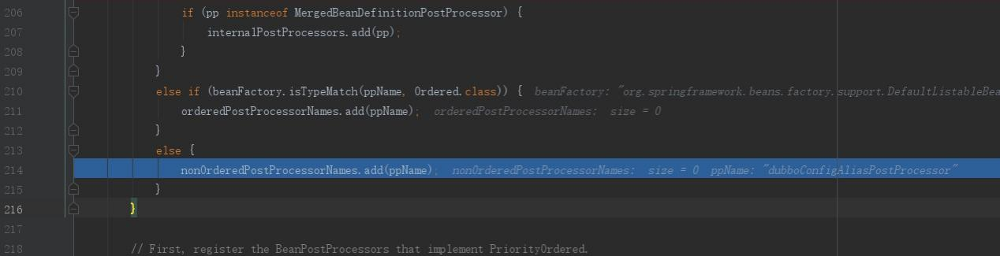 206 if (pp instanceof MergedBeanDefinitionPostProcessor) {
207 internalPostProcessors.add(pp);
208 }
209 }
210 else if (beanFactory.isTypeMatch(ppName, Ordered.class)) { beanFactory: "org.springframework.beans.factory.support.DefaultListableBea
211 orderedPostProcessorNames.add(ppName); orderedPostProcessorNames: size = 0
212 }
213 else {
214 nonOrderedPostProcessorNames.add(ppName); nonOrderedPostProcessorNames: size = 0 ppName: "dubboConfigAliasPostProcessor"
215 }
216 }
217
218 // First, register the BeanPostProcessors that implement PriorityOrdered.